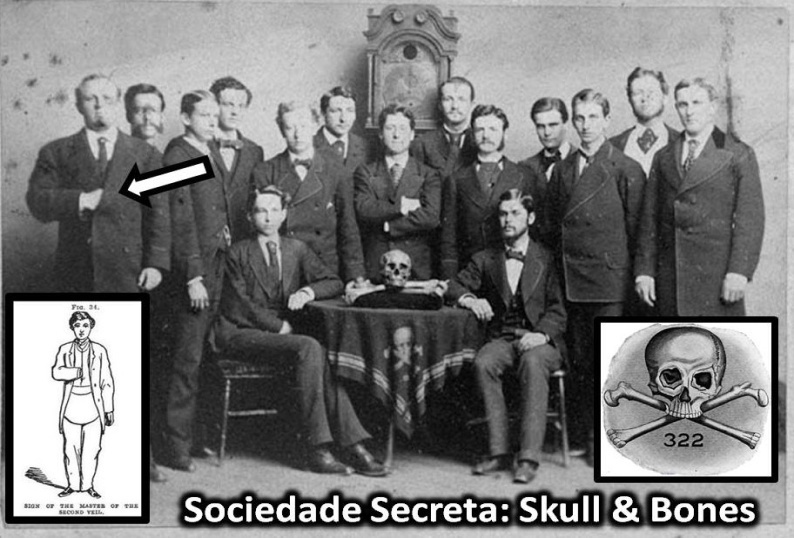 FIG. 34.
SIGN OF THE MASTER OF THE
SECOND VEIL.
322
Sociedade Secreta: Skull & Bones